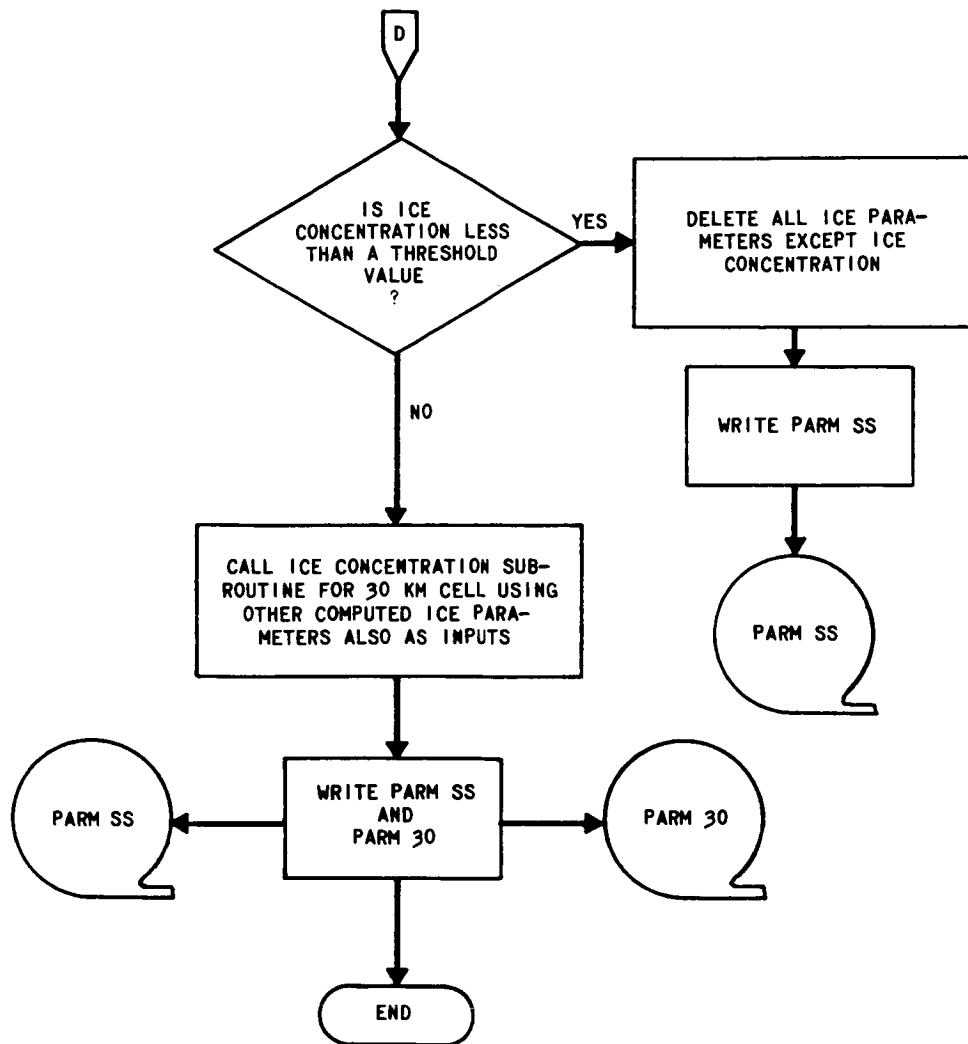 D
IS ICE
CONCENTRATION LESS
THAN A THRESHOLD
VALUE
?
YES
DELETE ALL ICE PARA-
METERS EXCEPT ICE
CONCENTRATION
WRITE PARM SS
NO
PARM SS
CALL ICE CONCENTRATION SUB-
ROUTINE FOR 30 KM CELL USING
OTHER COMPUTED ICE PARA-
METERS ALSO AS INPUTS
PARM SS
WRITE PARM SS
AND
PARM 30
PARM 30
END